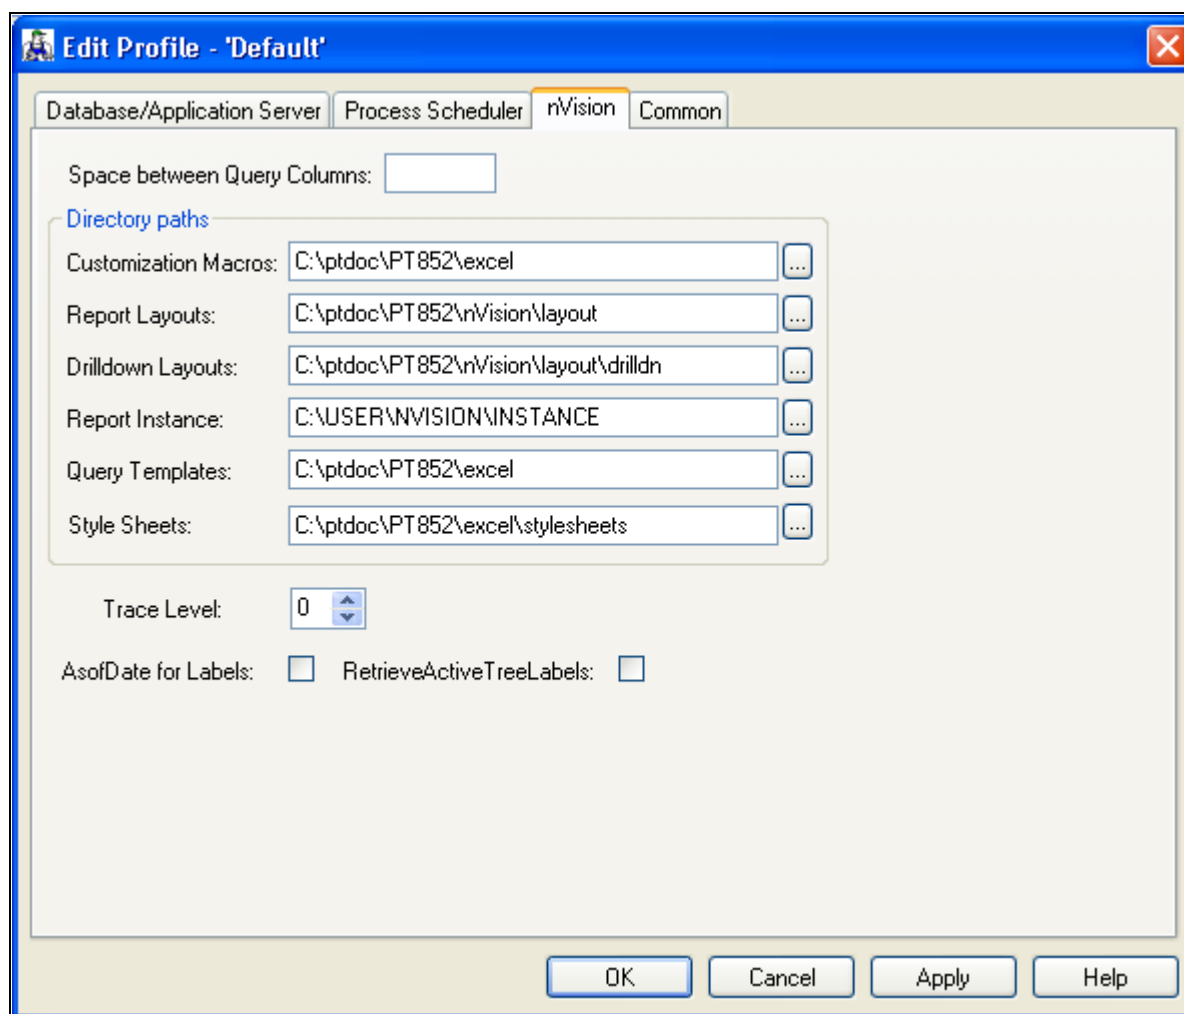 Edit Profile - 'Default'
Database/Application Server Process Scheduler nVision Common
Space between Query Columns:
Directory paths
Customization Macros: C:\ptdoc\PT852\excel ...
Report Layouts: C:\ptdoc\PT852\nVision\layout ...
Drilldown Layouts: C:\ptdoc\PT852\nVision\layout\drilldn ...
Report Instance: C:\USER\NVISION\INSTANCE ...
Query Templates: C:\ptdoc\PT852\excel ...
Style Sheets: C:\ptdoc\PT852\excel\stylesheets ...
Trace Level: 0
AsofDate for Labels: RetrieveActiveTreeLabels:
OK Cancel Apply Help